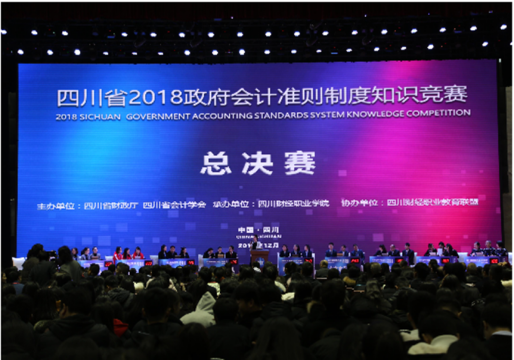 四川省2018政府会计准则制度知识竞赛
2018 SICHUAN GOVERNMENT ACCOUNTING STANDARDS SYSTEM KNOWLEDGE COMPETITION
总决赛
主办单位：四川省财政厅 四川省会计学会 承办单位：四川财经职业学院 协办单位：四川财经职业教育联盟
中国·四川